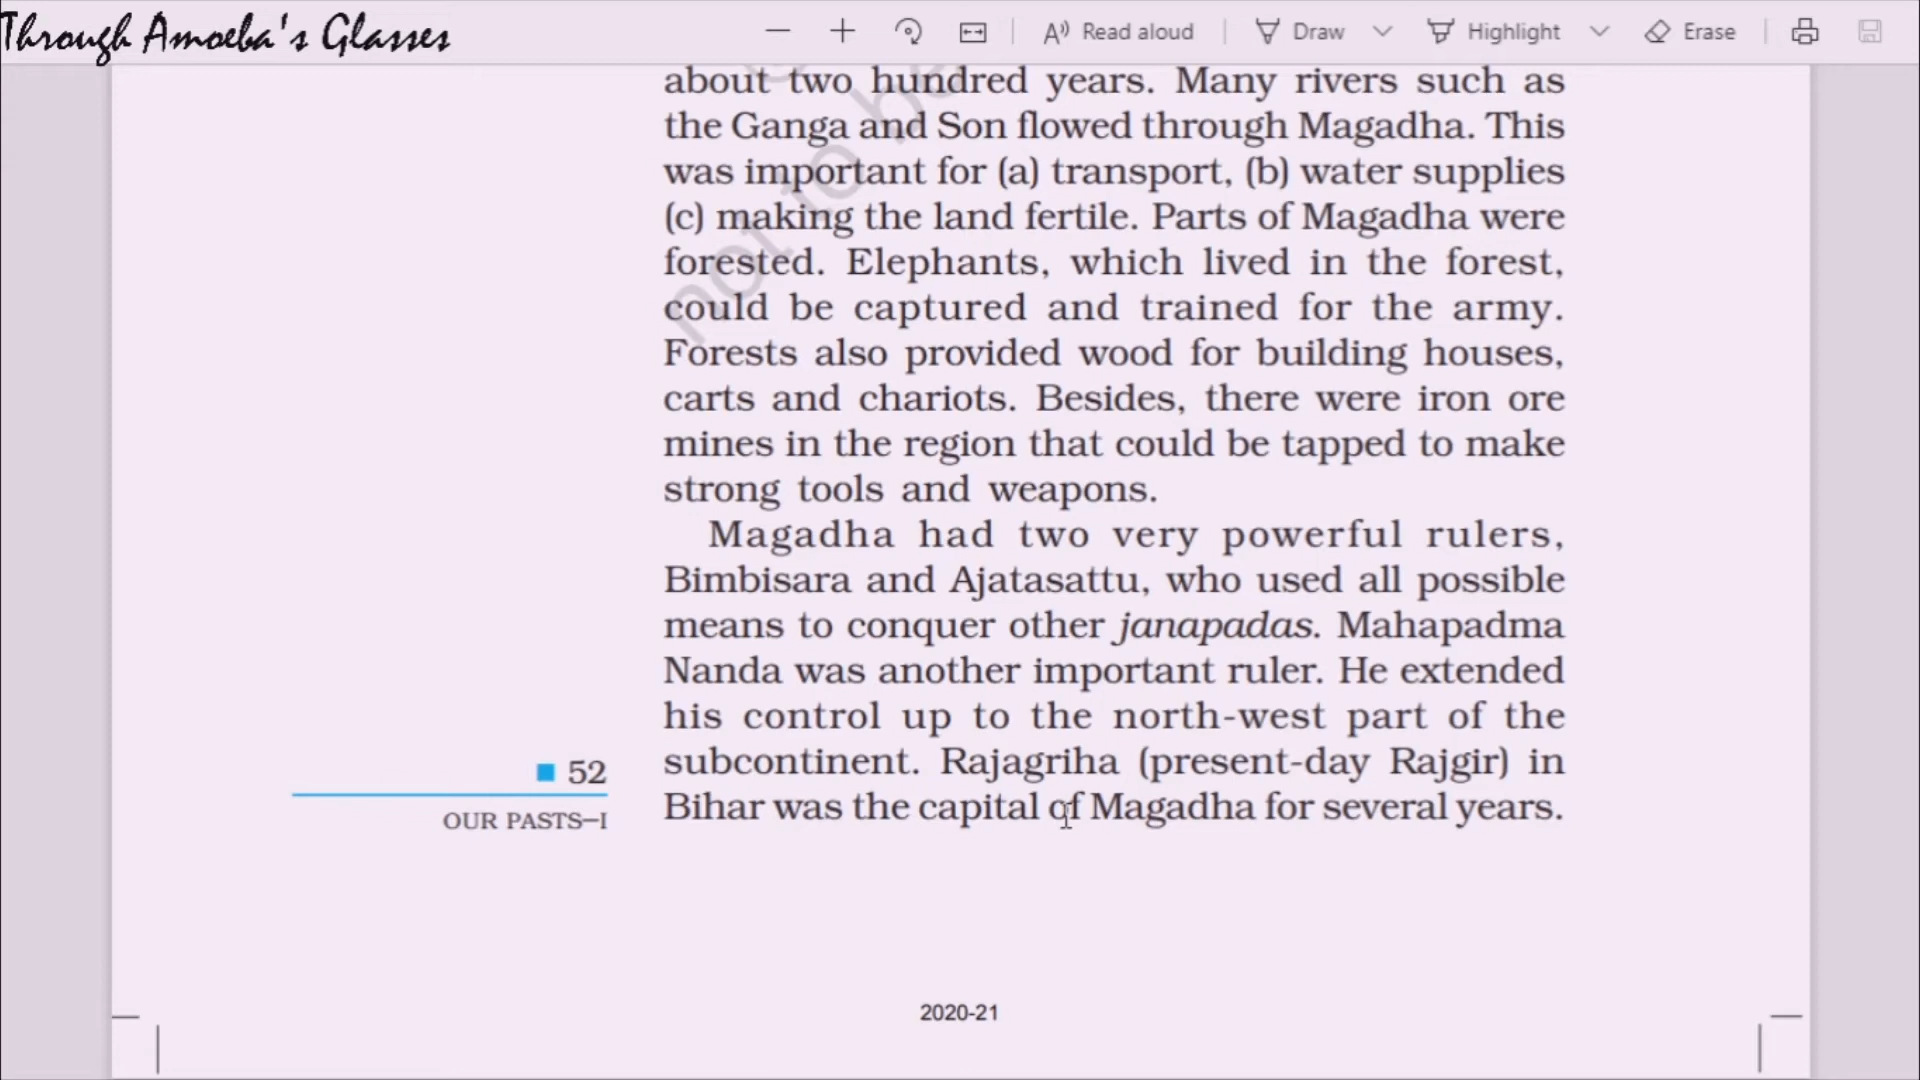 Through Amoeba's Glasses
Read aloud
Draw
Highlight
Erase
about two hundred years. Many rivers such as
the Ganga and Son flowed through Magadha. This
was important for (a) transport, (b) water supplies
(c) making the land fertile. Parts of Magadha were
forested. Elephants, which lived in the forest,
could be captured and trained for the army.
Forests also provided wood for building houses,
carts and chariots. Besides, there were iron ore
mines in the region that could be tapped to make
strong tools and weapons.
Magadha had two very powerful rulers,
Bimbisara and Ajatasattu, who used all possible
means to conquer other janapadas. Mahapadma
Nanda was another important ruler. He extended
his control up to the north-west part of the
subcontinent. Rajagriha (present-day Rajgir) in
Bihar was the capital of Magadha for several years.
not to be
52
OUR PASTS—I
2020-21